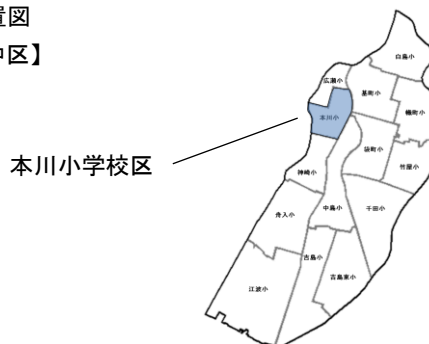 置図
中区】
白島小
広瀬小
基町小
幟町小
本川小
袋町小
竹屋小
本川小学校区
神崎小
中島小
千田小
舟入小
吉島小
吉島東小
江波小